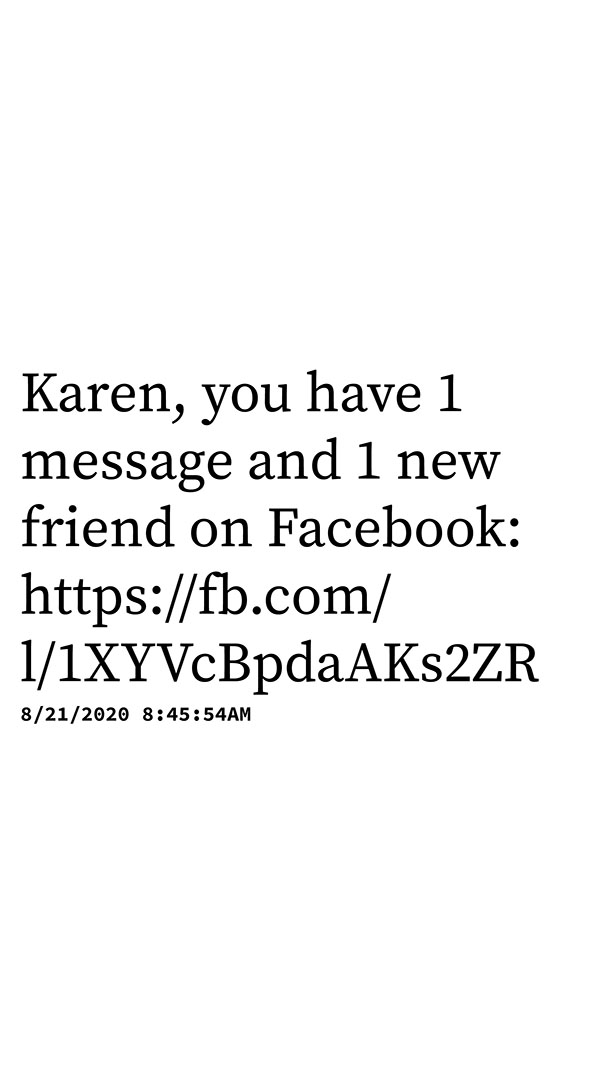 Karen, you have 1
message and 1 new
friend on Facebook:
https://fb.com/
l/1XYVcBpdaAKs2ZR
8/21/2020 8:45:54AM